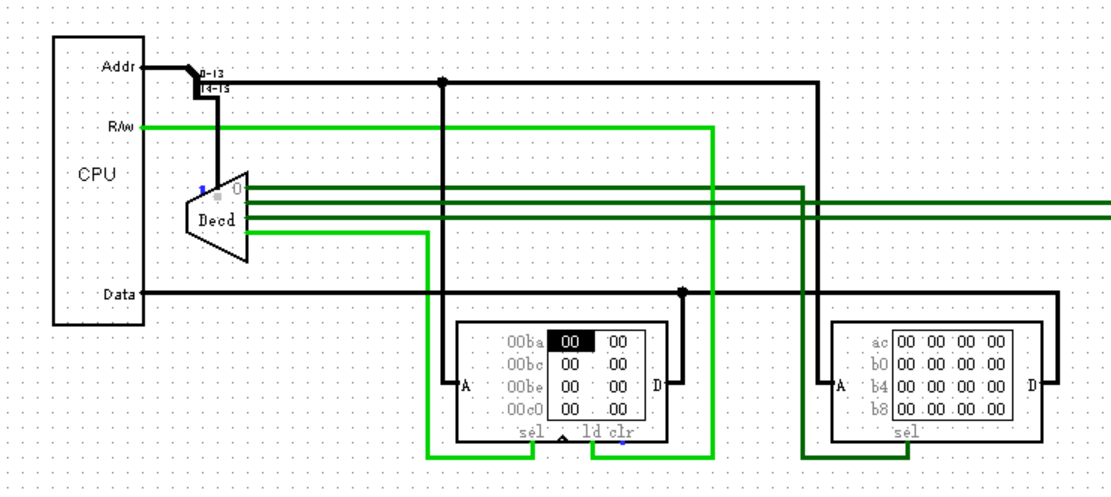 Addr
0-13
14-15
R/w
CPU
0
Decd
Data
00ba 00 00
00bc 00 00
00be 00 00
00c0 00 00
A
D
sel
ld clr
ac 00 00 00 00
b0 00 00 00 00
b4 00 00 00 00
b8 00 00 00 00
A
D
sel